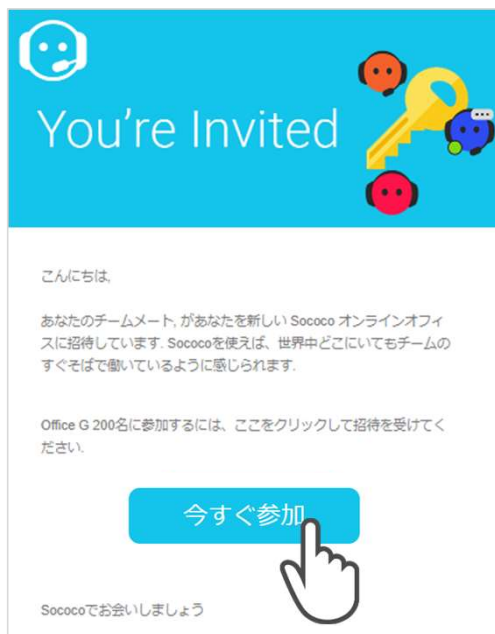 You're Invited
こんにちは,
あなたのチームメート, があなたを新しい Sococo オンラインオフィ
スに招待しています. Sococoを使えば、世界中どこにいてもチームの
すぐそばで働いているように感じられます.
Office G 200名に参加するには、ここをクリックして招待を受けてく
ださい.
今すぐ参加
Sococoでお会いしましょう